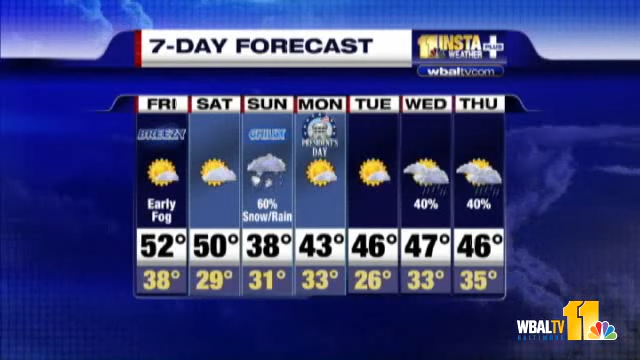 7-DAY FORECAST
11 INSTA PLUS
WEATHER
wbaltv.com
FRI SAT SUN MON TUE WED THU
BREEZY CHILLY PRESIDENT'S
DAY
Early 60% 40% 40%
Fog Snow/Rain
52° 50° 38° 43° 46° 47° 46°
38° 29° 31° 33° 26° 33° 35°
WBALTV 11
BALTIMORE